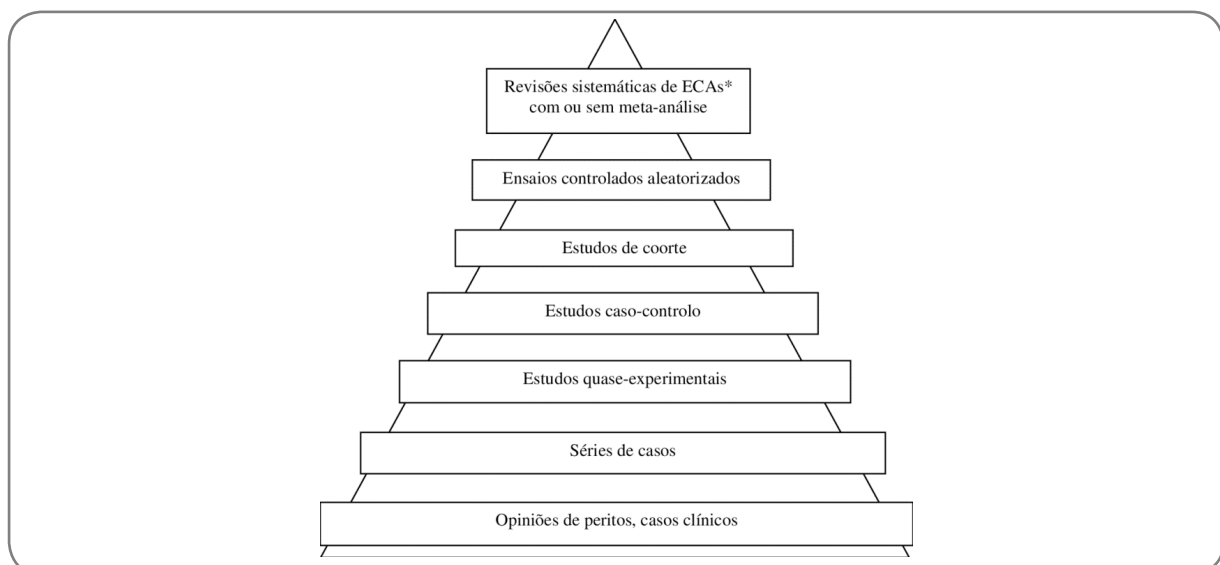 Revisões sistemáticas de ECAs*
com ou sem meta-análise
Ensaios controlados aleatorizados
Estudos de coorte
Estudos caso-controlo
Estudos quase-experimentais
Séries de casos
Opiniões de peritos, casos clínicos